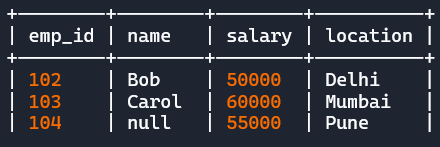 +--------+-------+--------+----------+
| emp_id | name  | salary | location |
+--------+-------+--------+----------+
| 102    | Bob   | 50000  | Delhi    |
| 103    | Carol | 60000  | Mumbai   |
| 104    | null  | 55000  | Pune     |